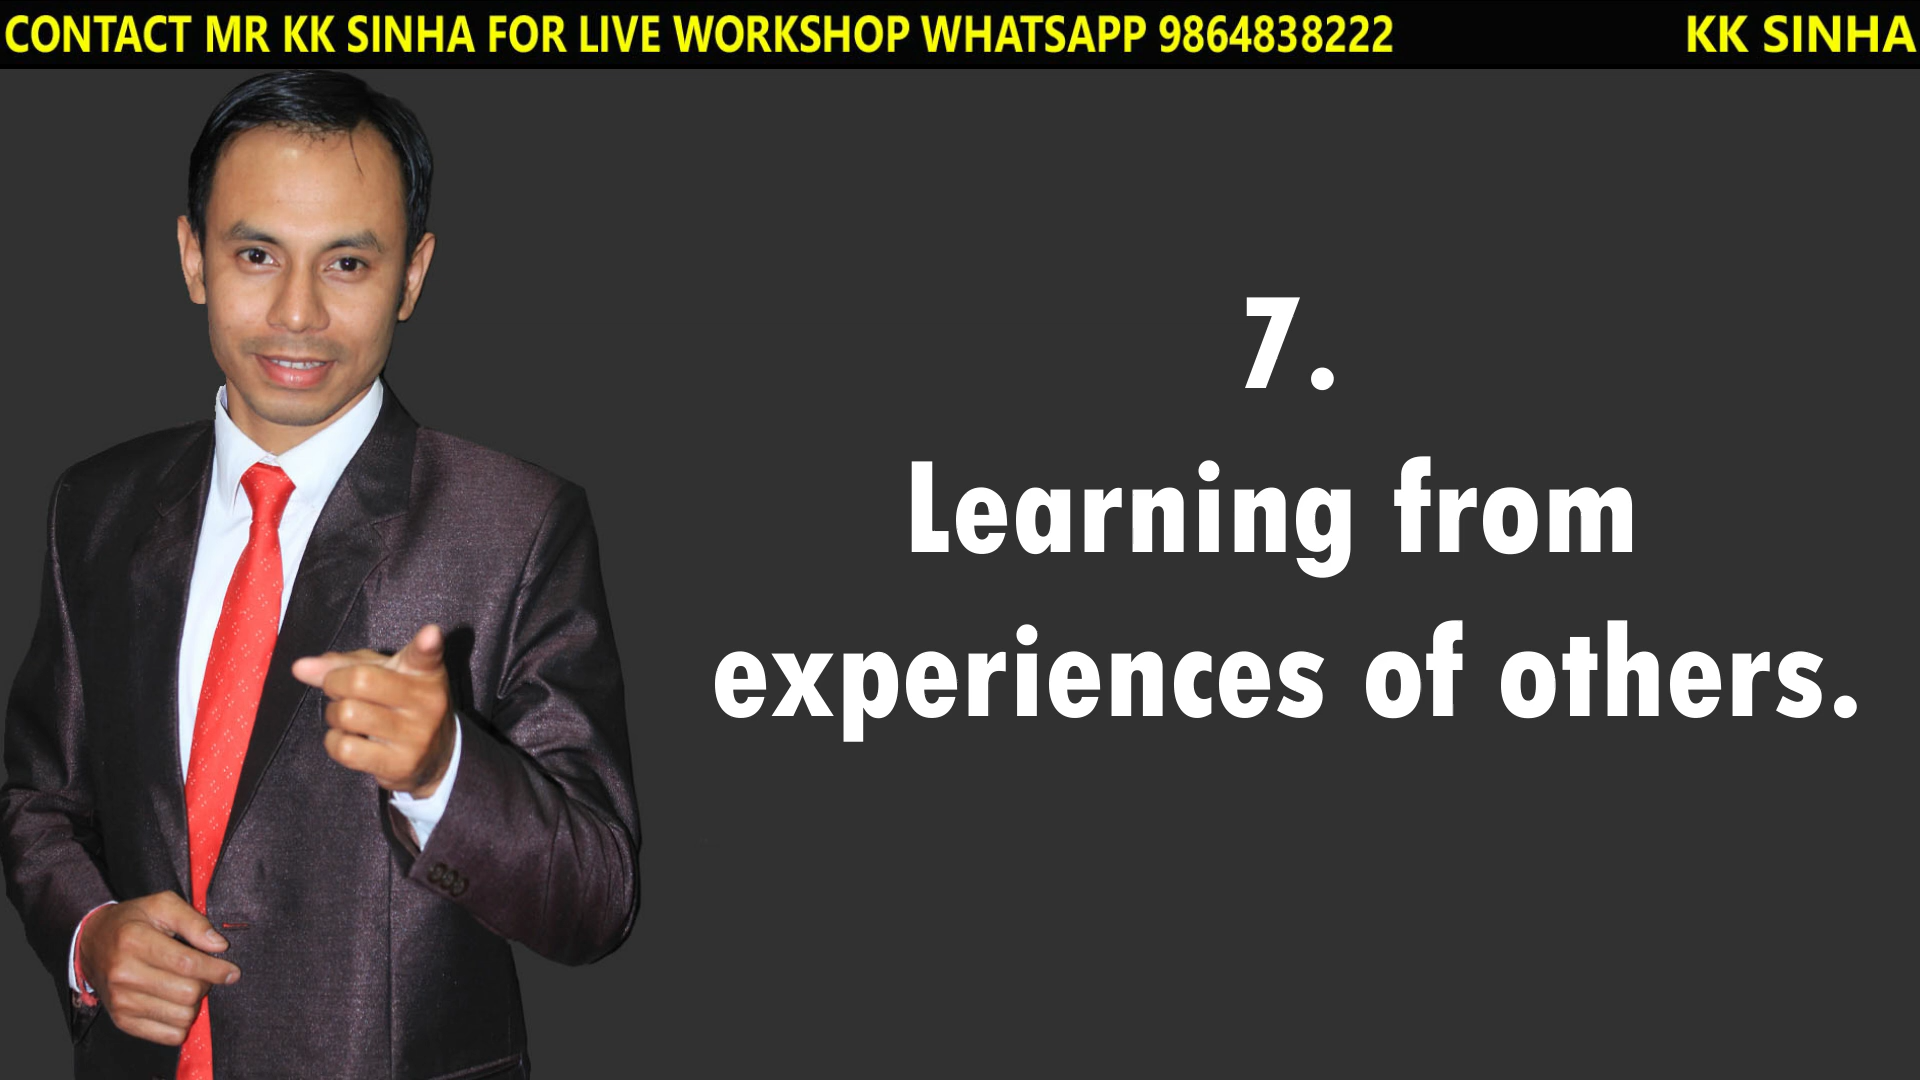 CONTACT MR KK SINHA FOR LIVE WORKSHOP WHATSAPP 9864838222
KK SINHA
7.
Learning from
experiences of others.